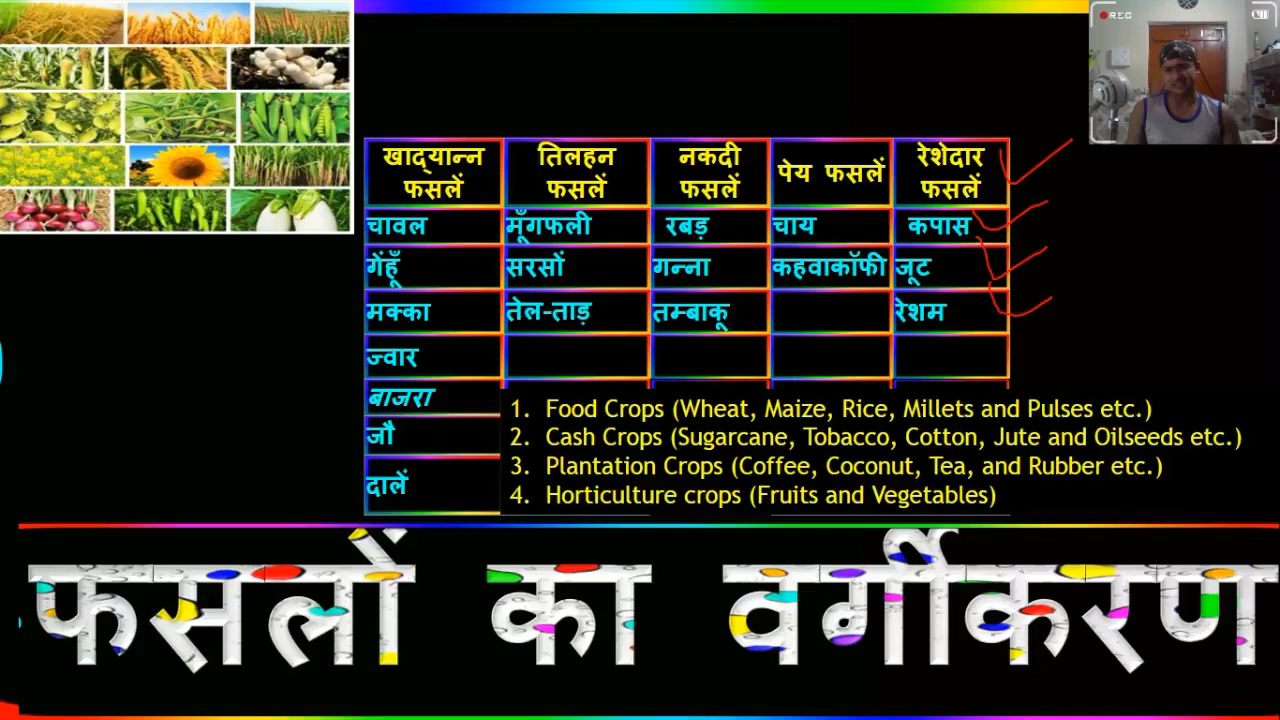 REC
खाद्यान्न फसलें
तिलहन फसलें
नकदी फसलें
पेय फसलें
रेशेदार फसलें
चावल मूँगफली रबड़ चाय कपास
गेंहूँ सरसों गन्ना कहवाकॉफी जूट
मक्का तेल-ताड़ तम्बाकू रेशम
ज्वार
बाजरा
जौ
दालें
1. Food Crops (Wheat, Maize, Rice, Millets and Pulses etc.)
2. Cash Crops (Sugarcane, Tobacco, Cotton, Jute and Oilseeds etc.)
3. Plantation Crops (Coffee, Coconut, Tea, and Rubber etc.)
4. Horticulture crops (Fruits and Vegetables)
फसलों का वर्गीकरण